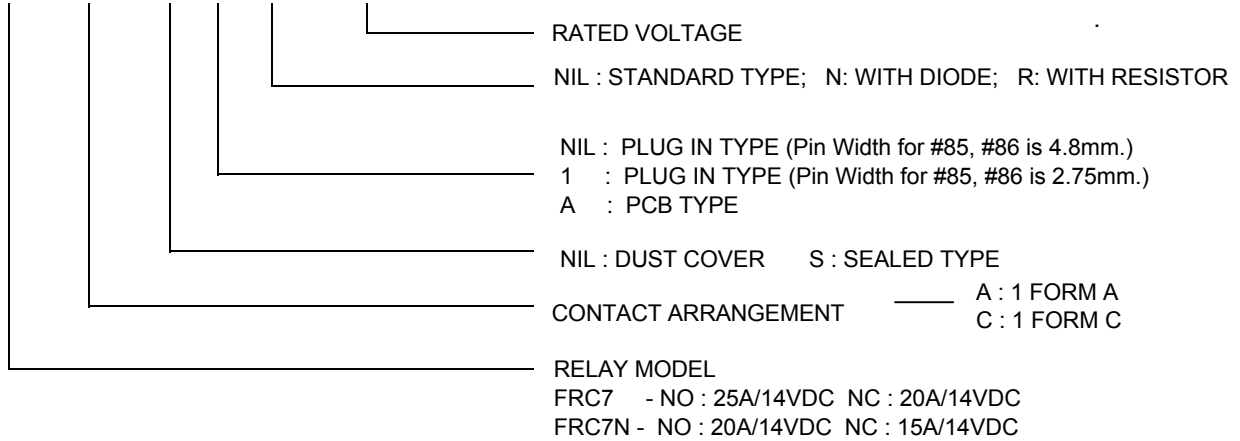 RATED VOLTAGE
.
NIL : STANDARD TYPE; N: WITH DIODE; R: WITH RESISTOR
NIL : PLUG IN TYPE (Pin Width for #85, #86 is 4.8mm.)
1 : PLUG IN TYPE (Pin Width for #85, #86 is 2.75mm.)
A : PCB TYPE
NIL : DUST COVER S : SEALED TYPE
CONTACT ARRANGEMENT
A : 1 FORM A
C : 1 FORM C
RELAY MODEL
FRC7 - NO : 25A/14VDC NC : 20A/14VDC
FRC7N - NO : 20A/14VDC NC : 15A/14VDC